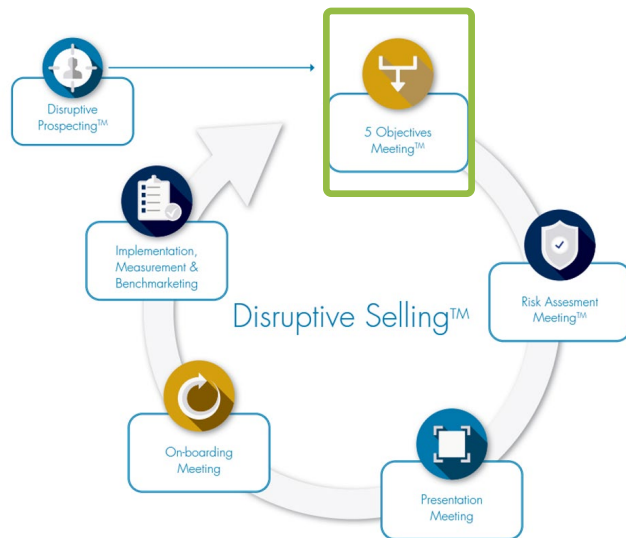 Disruptive
Prospecting™
5 Objectives
Meeting™
Implementation,
Measurement &
Benchmarketing
Disruptive Selling™
Risk Assesment
Meeting™
On-boarding
Meeting
Presentation
Meeting